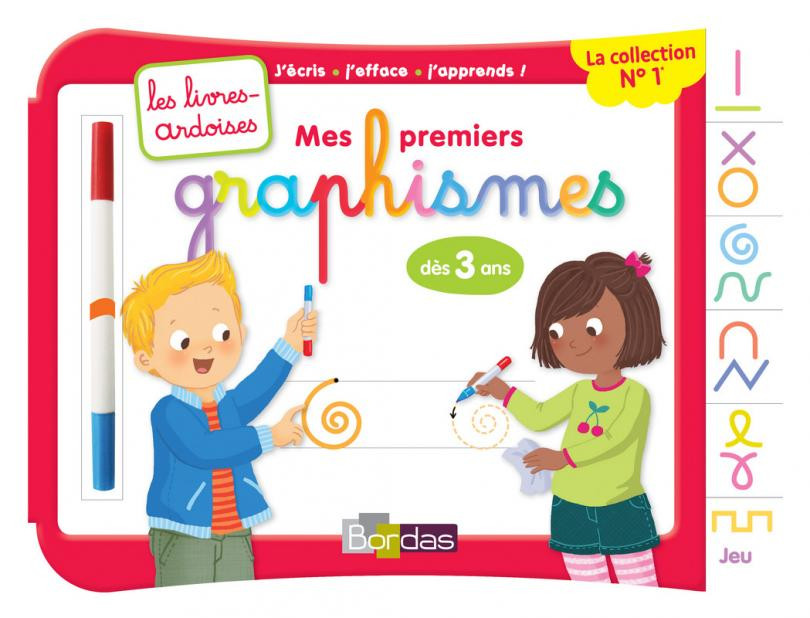 J'écris • j'efface • j'apprends !
La collection
N° 1*
les livres-
ardoises
Mes premiers
graphismes
dès 3 ans
Bordas
Jeu